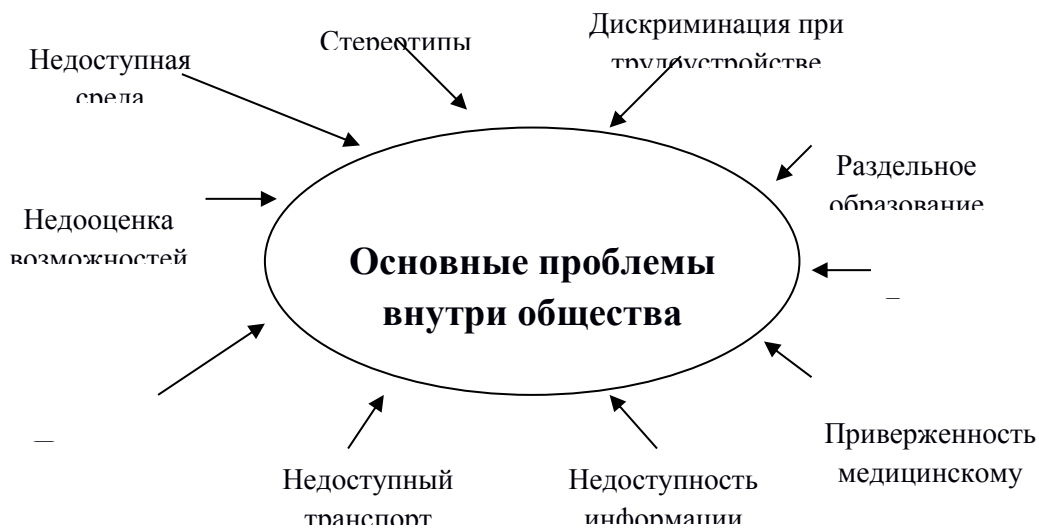 Стереотипы
Дискриминация при
трудоустройстве
Недоступная
среда
Раздельное
образование
Недооценка
возможностей
Основные проблемы
внутри общества
Приверженность
медицинскому
Недоступный
транспорт
Недоступность
информации